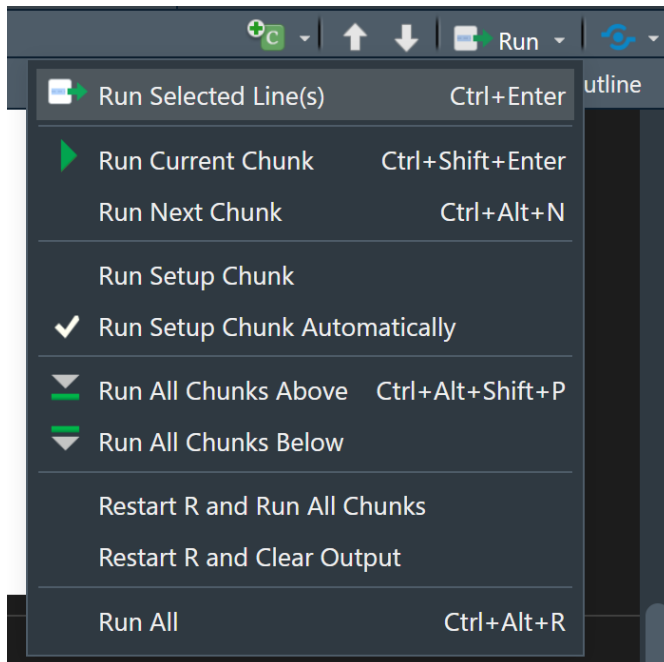 C Run
utline
Run Selected Line(s) Ctrl+Enter
Run Current Chunk Ctrl+Shift+Enter
Run Next Chunk Ctrl+Alt+N
Run Setup Chunk
Run Setup Chunk Automatically
Run All Chunks Above Ctrl+Alt+Shift+P
Run All Chunks Below
Restart R and Run All Chunks
Restart R and Clear Output
Run All Ctrl+Alt+R